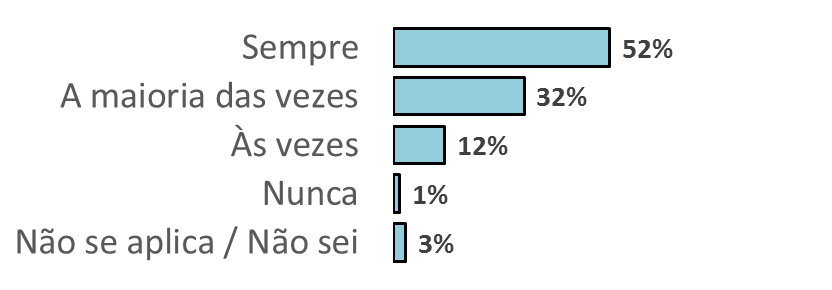 Sempre 52%
A maioria das vezes 32%
Às vezes 12%
Nunca 1%
Não se aplica / Não sei 3%